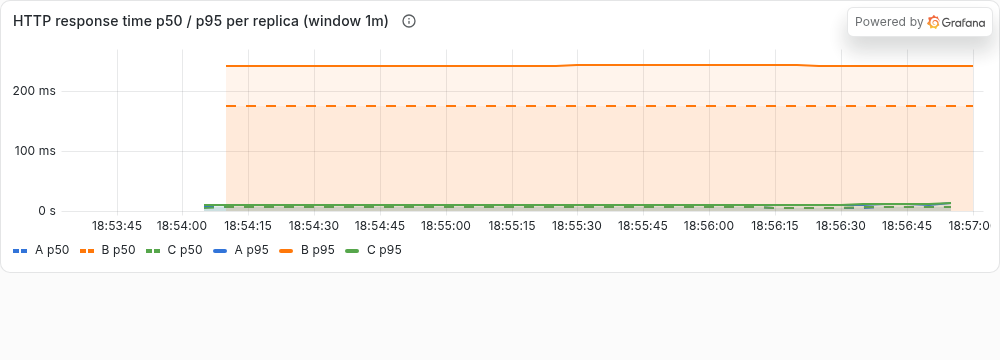 HTTP response time p50 / p95 per replica (window 1m)
Powered by Grafana
200 ms
100 ms
0 s
18:53:45 18:54:00 18:54:15 18:54:30 18:54:45 18:55:00 18:55:15 18:55:30 18:55:45 18:56:00 18:56:15 18:56:30 18:56:45 18:57:0
A p50 B p50 C p50 A p95 B p95 C p95